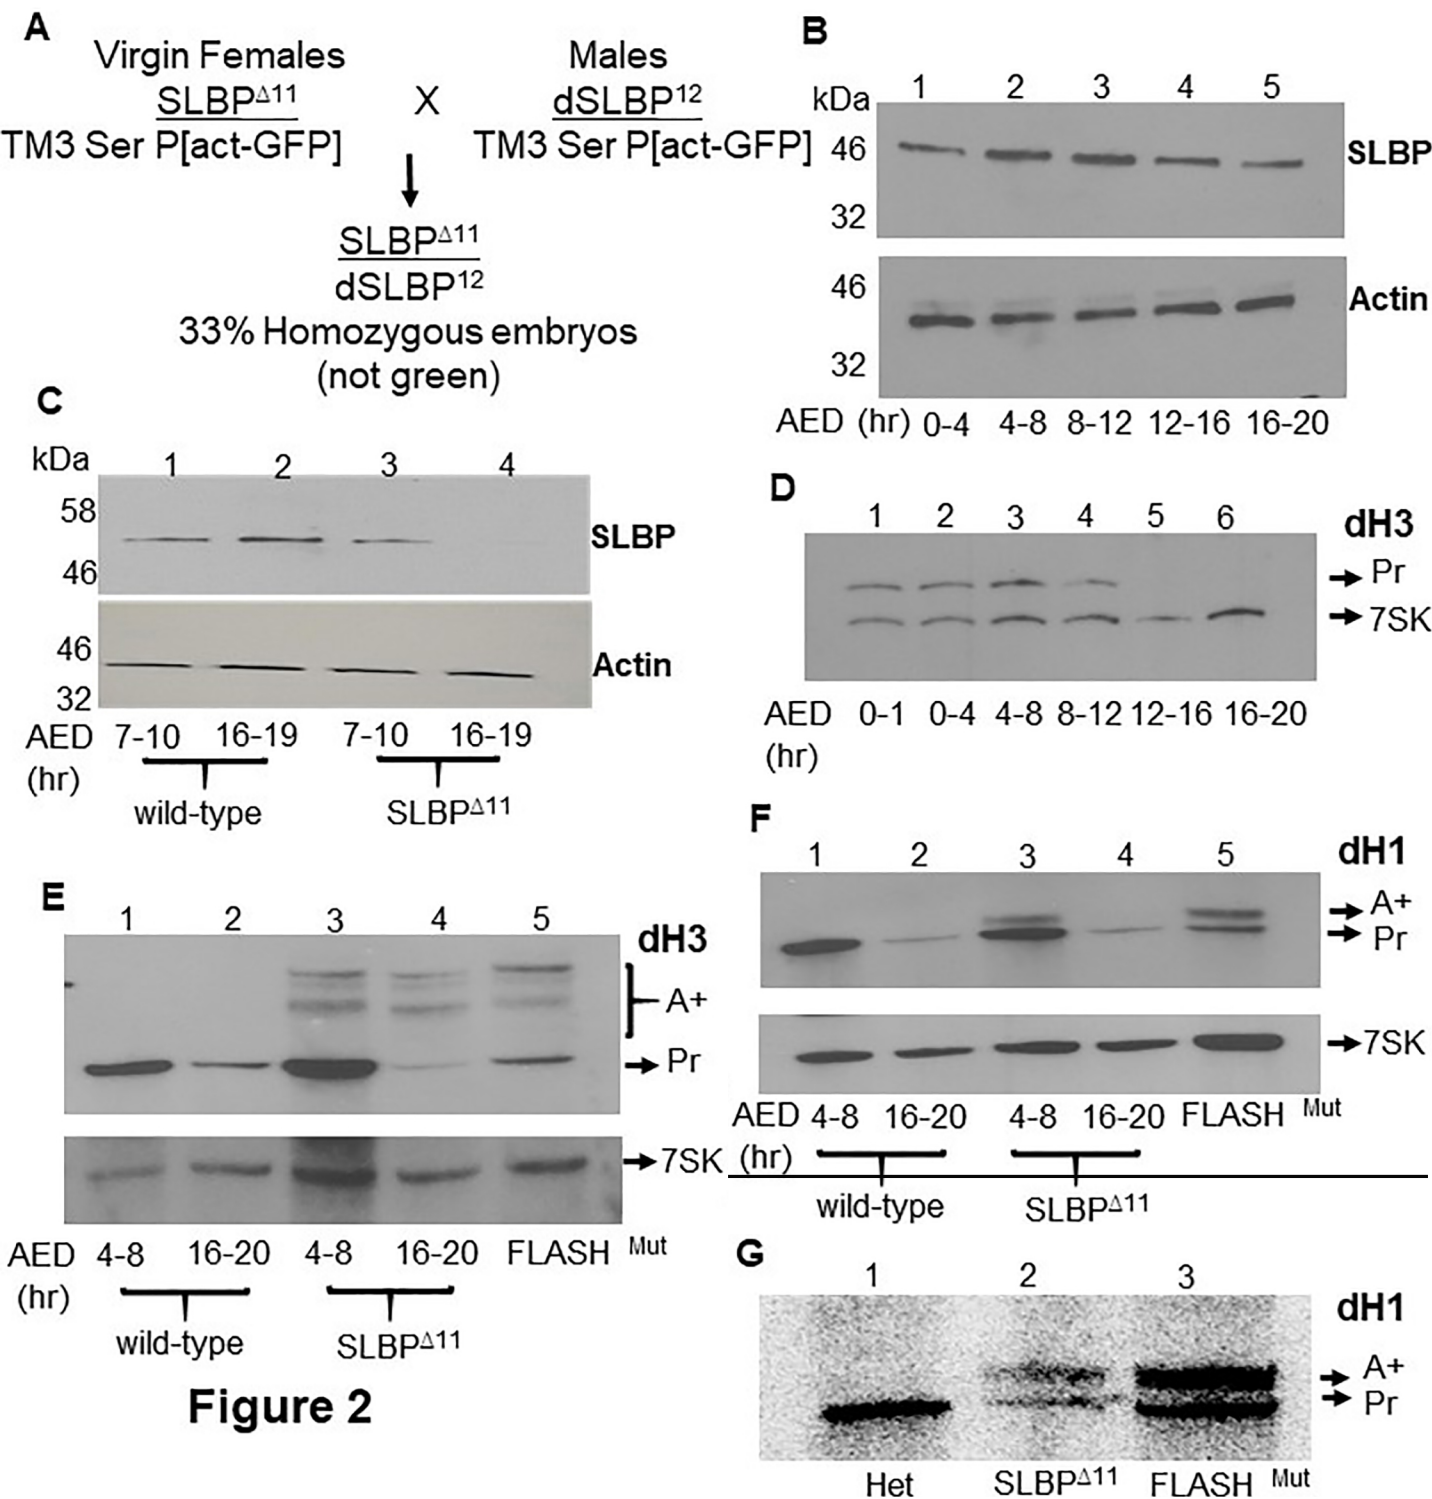 A
Virgin Females Males
SLBPΔ11 X dSLBP12
TM3 Ser P[act-GFP] TM3 Ser P[act-GFP]
SLBPΔ11
dSLBP12
33% Homozygous embryos
(not green)
B
1 2 3 4 5
kDa
46 SLBP
32
46 Actin
32
AED (hr) 0-4 4-8 8-12 12-16 16-20
C
kDa 1 2 3 4
58
SLBP
46
46
Actin
32
AED 7-10 16-19 7-10 16-19
(hr)
wild-type SLBPΔ11
D
1 2 3 4 5 6 dH3
Pr
7SK
AED 0-1 0-4 4-8 8-12 12-16 16-20
(hr)
E
1 2 3 4 5 dH3
A+
Pr
7SK
AED 4-8 16-20 4-8 16-20 FLASH Mut
(hr)
wild-type SLBPΔ11
F
1 2 3 4 5 dH1
A+
Pr
7SK
AED 4-8 16-20 4-8 16-20 FLASH Mut
(hr)
wild-type SLBPΔ11
G
1 2 3 dH1
A+
Pr
Het SLBPΔ11 FLASH Mut
Figure 2